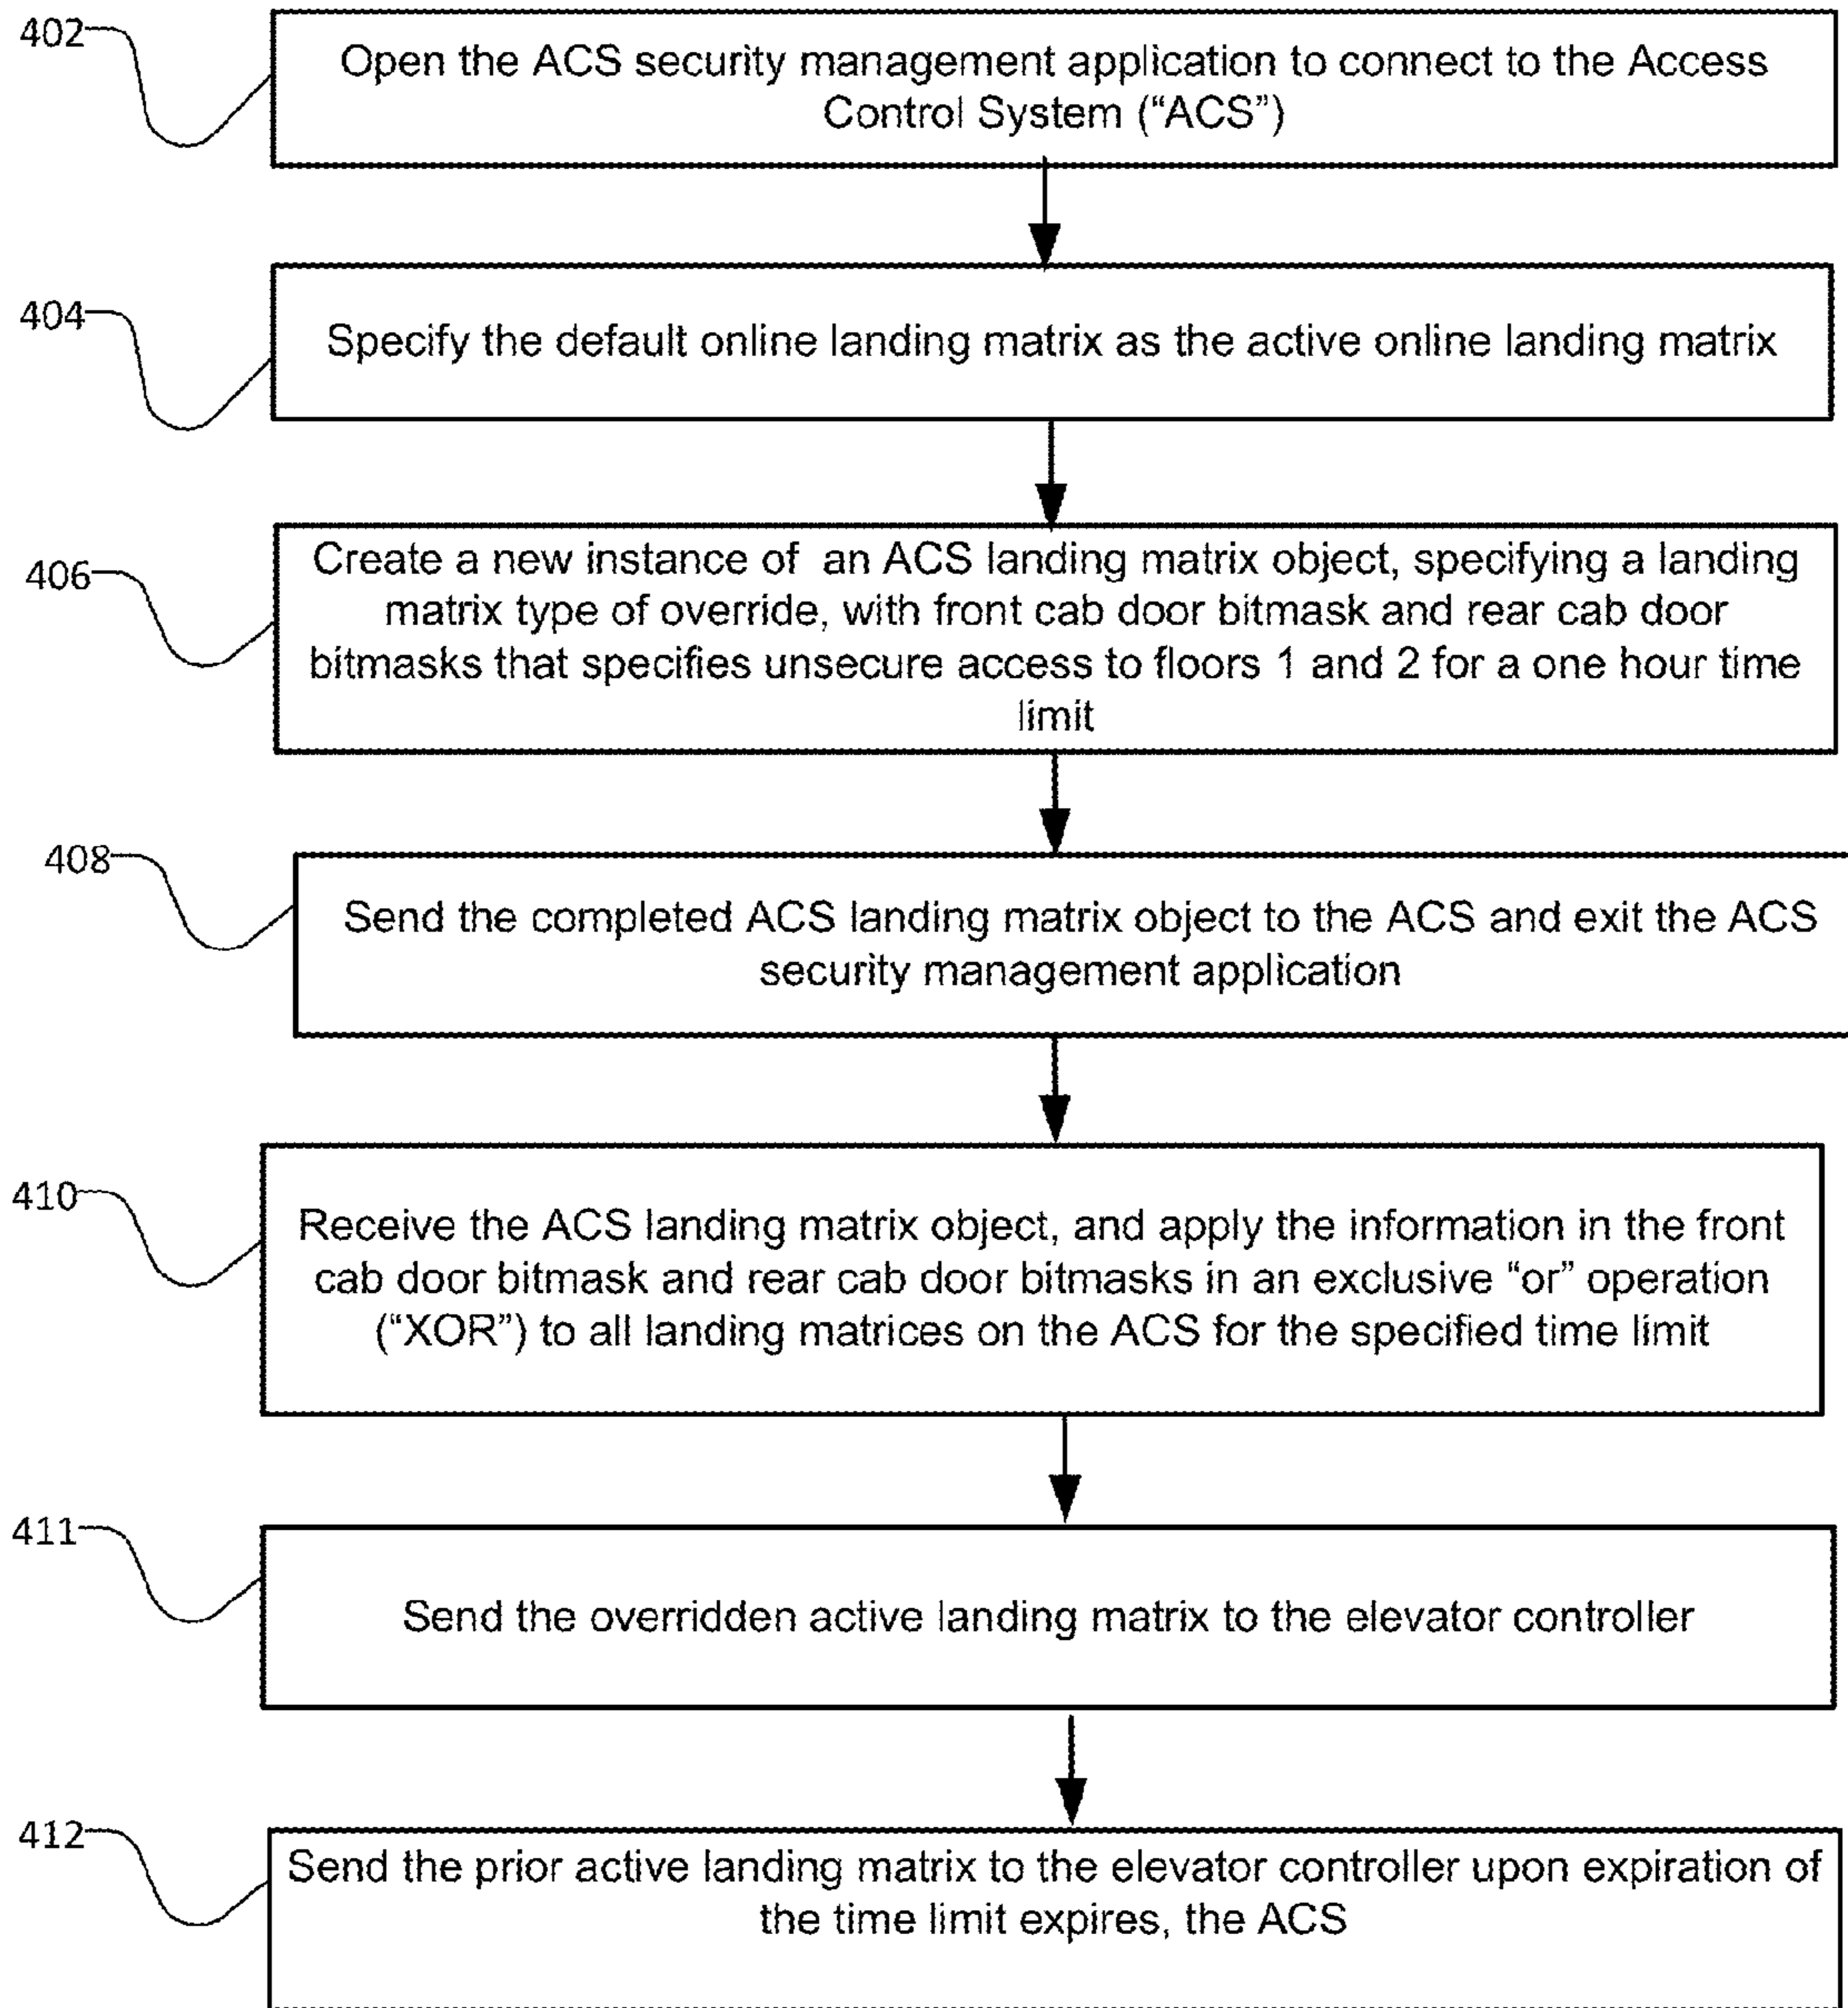 402
Open the ACS security management application to connect to the Access
Control System (“ACS”)
404
Specify the default online landing matrix as the active online landing matrix
406
Create a new instance of an ACS landing matrix object, specifying a landing
matrix type of override, with front cab door bitmask and rear cab door
bitmasks that specifies unsecure access to floors 1 and 2 for a one hour time
limit
408
Send the completed ACS landing matrix object to the ACS and exit the ACS
security management application
410
Receive the ACS landing matrix object, and apply the information in the front
cab door bitmask and rear cab door bitmasks in an exclusive “or” operation
(“XOR”) to all landing matrices on the ACS for the specified time limit
411
Send the overridden active landing matrix to the elevator controller
412
Send the prior active landing matrix to the elevator controller upon expiration of
the time limit expires, the ACS